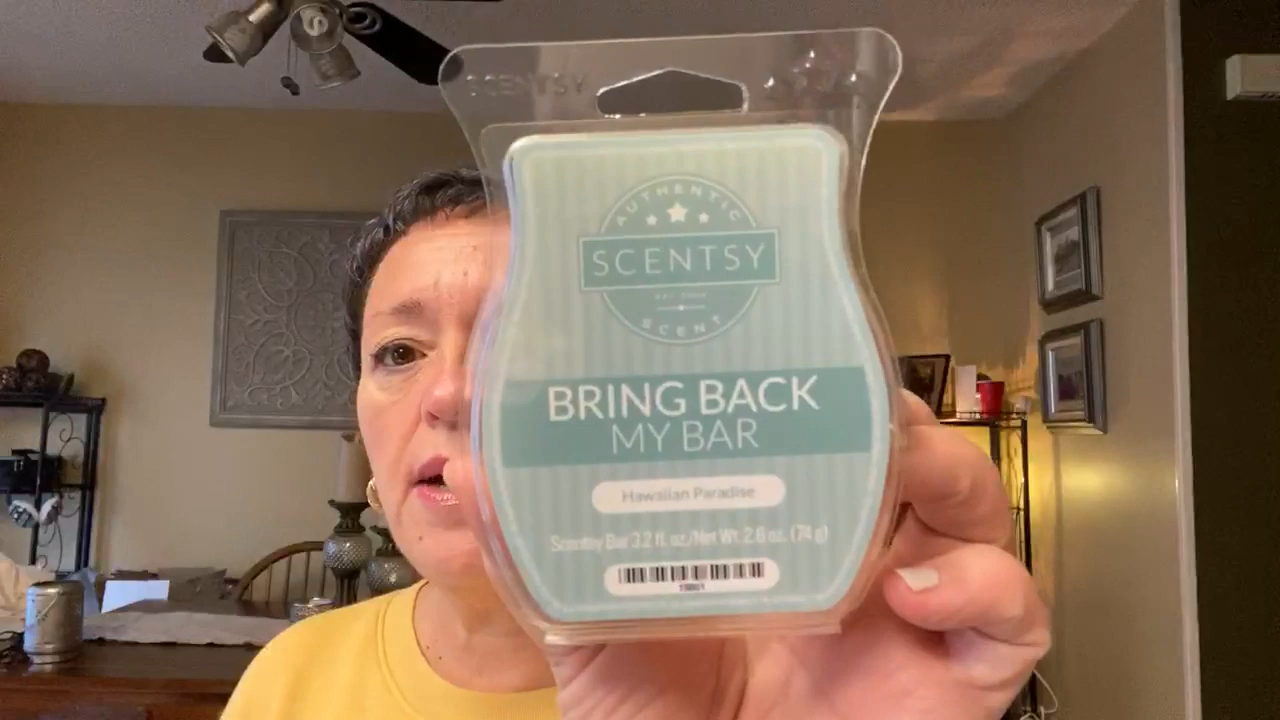 SCENTSY
AUTHENTIC
SCENTSY
SCENT
BRING BACK
MY BAR
Hawaiian Paradise
Scentsy Bar 3.2 fl. oz./Net Wt. 2.6 oz. (74 g)